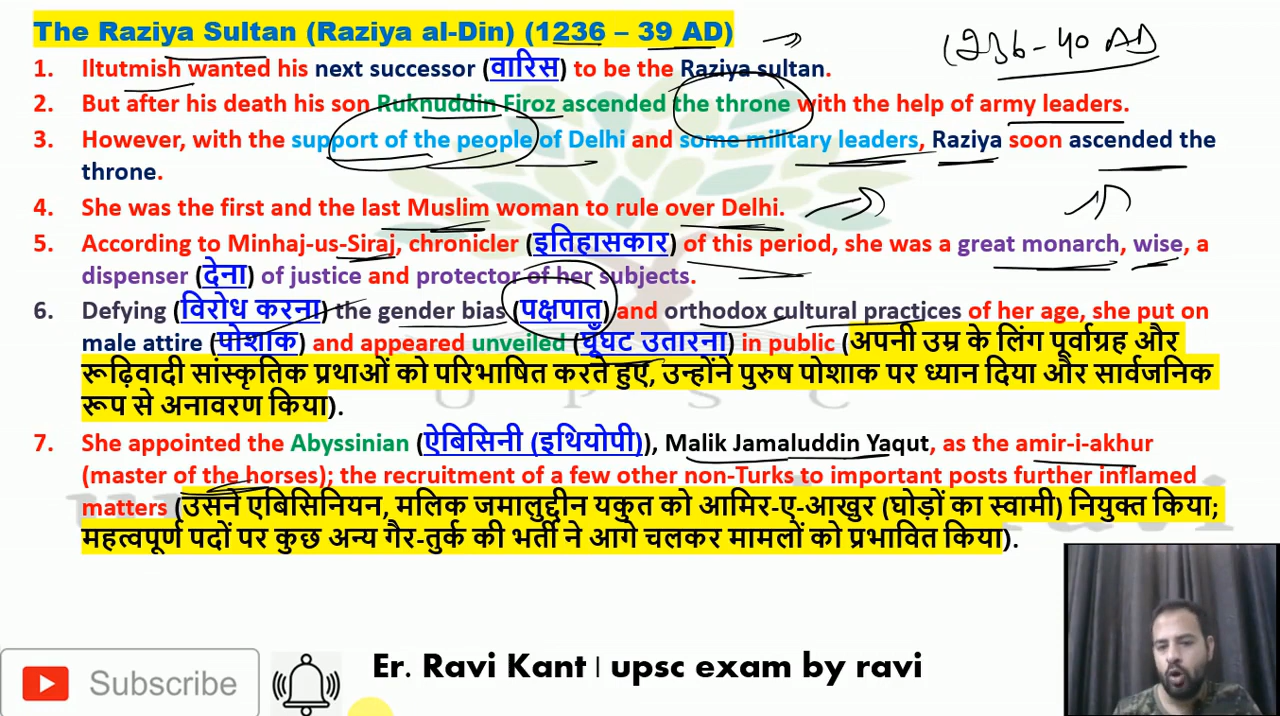 The Raziya Sultan (Raziya al-Din) (1236 – 39 AD)
1236-40 AD
1. Iltutmish wanted his next successor (वारिस) to be the Raziya sultan.
2. But after his death his son Ruknuddin Firoz ascended the throne with the help of army leaders.
3. However, with the support of the people of Delhi and some military leaders, Raziya soon ascended the
throne.
4. She was the first and the last Muslim woman to rule over Delhi.
5. According to Minhaj-us-Siraj, chronicler (इतिहासकार) of this period, she was a great monarch, wise, a
dispenser (देना) of justice and protector of her subjects.
6. Defying (विरोध करना) the gender bias (पक्षपात) and orthodox cultural practices of her age, she put on
male attire (पोशाक) and appeared unveiled (घूँघट उतारना) in public (अपनी उम्र के लिंग पूर्वाग्रह और
रूढ़िवादी सांस्कृतिक प्रथाओं को परिभाषित करते हुए, उन्होंने पुरुष पोशाक पर ध्यान दिया और सार्वजनिक
रूप से अनावरण किया).
UPSC
7. She appointed the Abyssinian (ऐबिसिनी (इथियोपी)), Malik Jamaluddin Yaqut, as the amir-i-akhur
(master of the horses); the recruitment of a few other non-Turks to important posts further inflamed
matters (उसने एबिसिनियन, मलिक जमालुद्दीन यकुत को आमिर-ए-आखुर (घोड़ों का स्वामी) नियुक्त किया;
महत्वपूर्ण पदों पर कुछ अन्य गैर-तुर्क की भर्ती ने आगे चलकर मामलों को प्रभावित किया).
Subscribe
Er. Ravi Kant | upsc exam by ravi